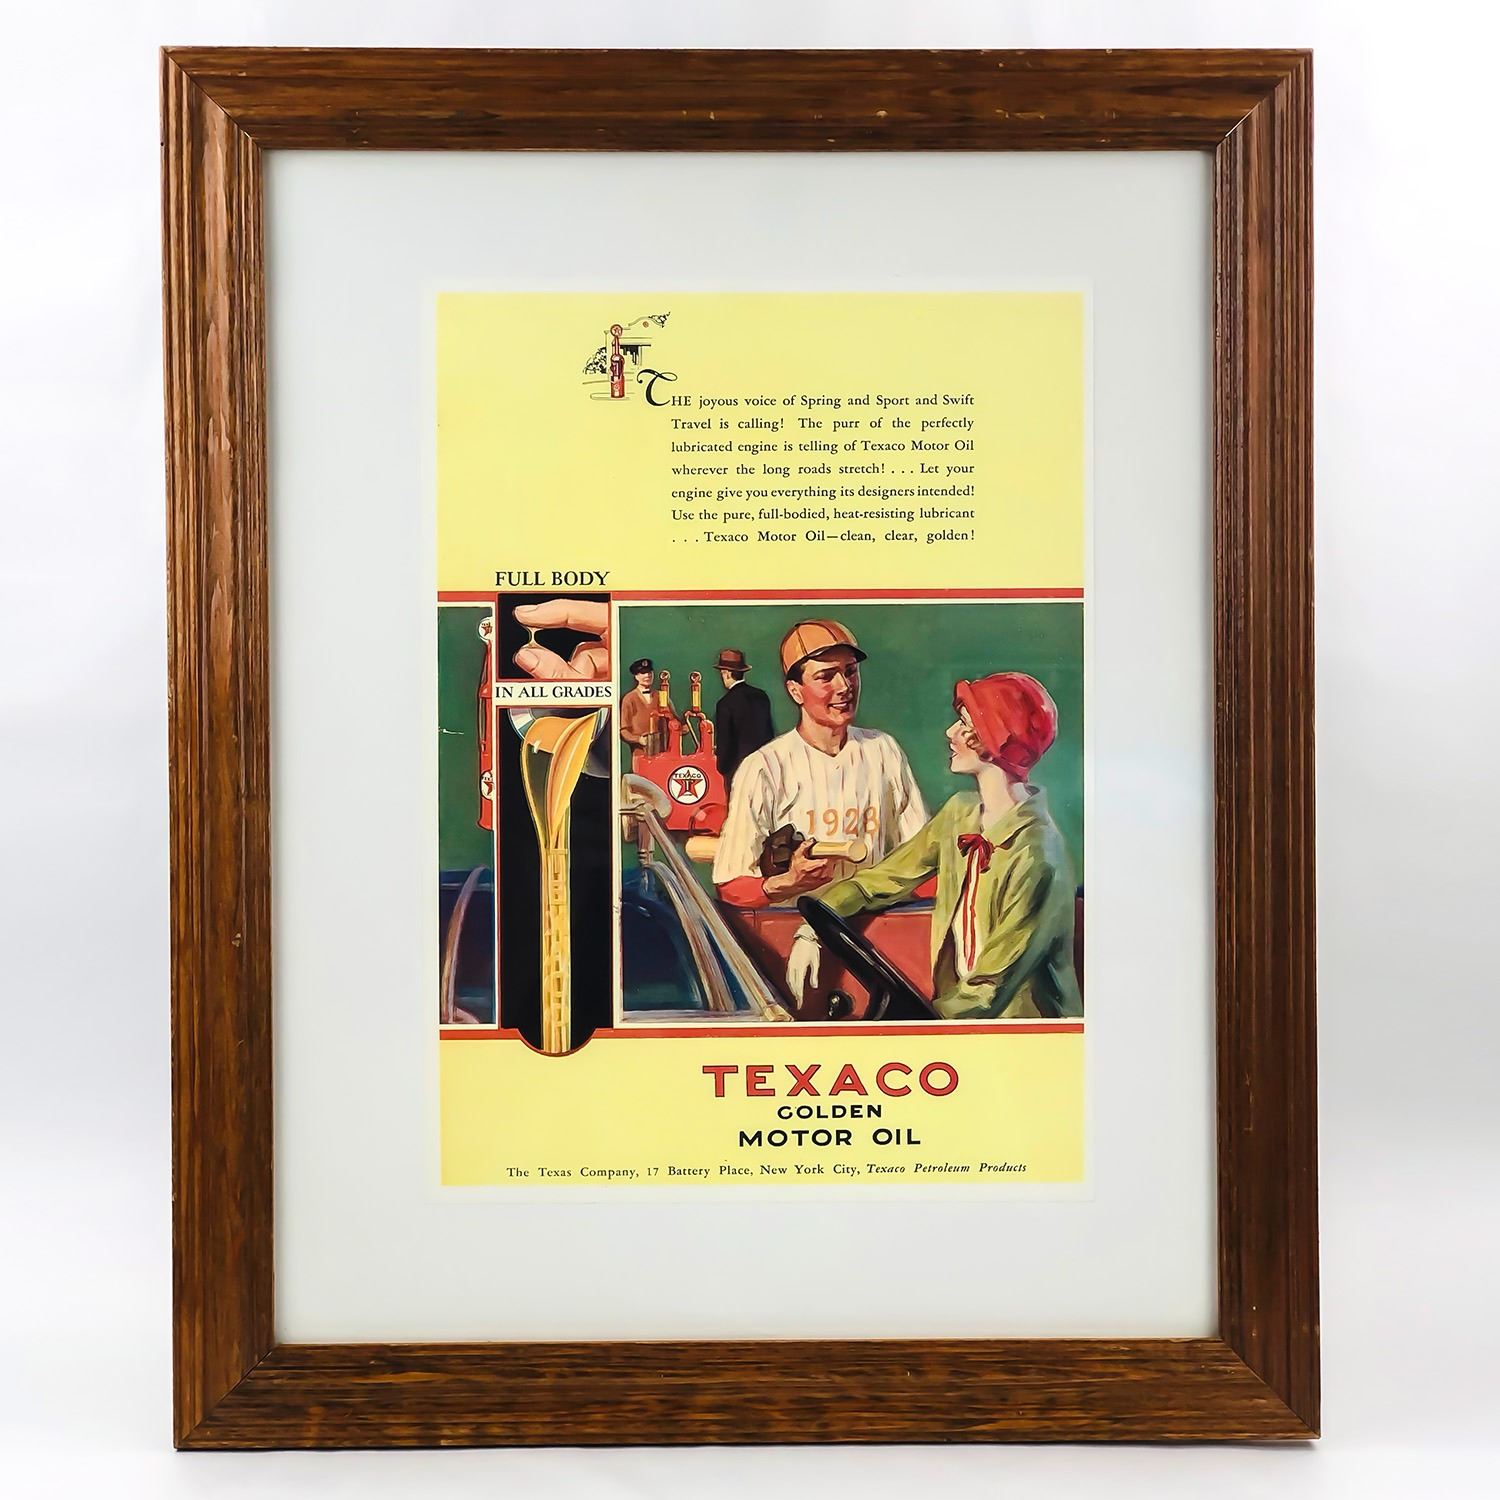 THE joyous voice of Spring and Sport and Swift
Travel is calling! The purr of the perfectly
lubricated engine is telling of Texaco Motor Oil
wherever the long roads stretch! . . . Let your
engine give you everything its designers intended!
Use the pure, full-bodied, heat-resisting lubricant
. . . Texaco Motor Oil—clean, clear, golden!
FULL BODY
IN ALL GRADES
TEXACO
T
1928
TEXACO
GOLDEN
MOTOR OIL
The Texas Company, 17 Battery Place, New York City, Texaco Petroleum Products